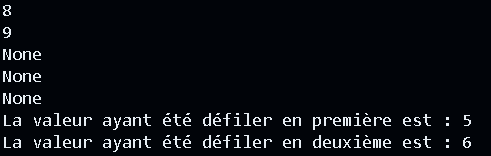 8
9
None
None
None
La valeur ayant été défiler en première est : 5
La valeur ayant été défiler en deuxième est : 6